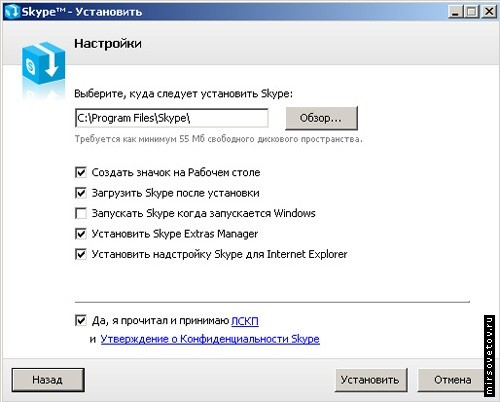 Skype™ - Установить
Настройки
Выберите, куда следует установить Skype:
C:\Program Files\Skype\
Обзор...
Требуется как минимум 55 Мб свободного дискового пространства.
Создать значок на Рабочем столе
Загрузить Skype после установки
Запускать Skype когда запускается Windows
Установить Skype Extras Manager
Установить надстройку Skype для Internet Explorer
Да, я прочитал и принимаю ЛСКП
и Утверждение о Конфиденциальности Skype
Назад
Установить
Отмена
mirsovetov.ru